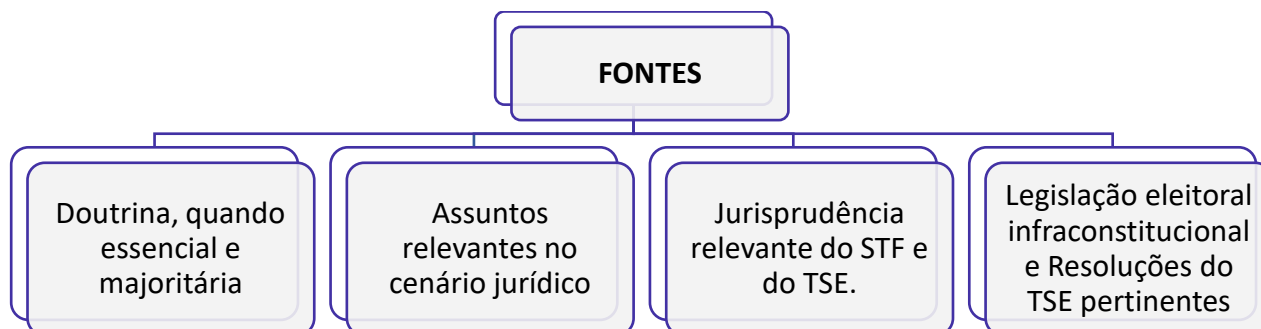 FONTES
Doutrina, quando
essencial e
majoritária
Assuntos
relevantes no
cenário jurídico
Jurisprudência
relevante do STF e
do TSE.
Legislação eleitoral
infraconstitucional
e Resoluções do
TSE pertinentes